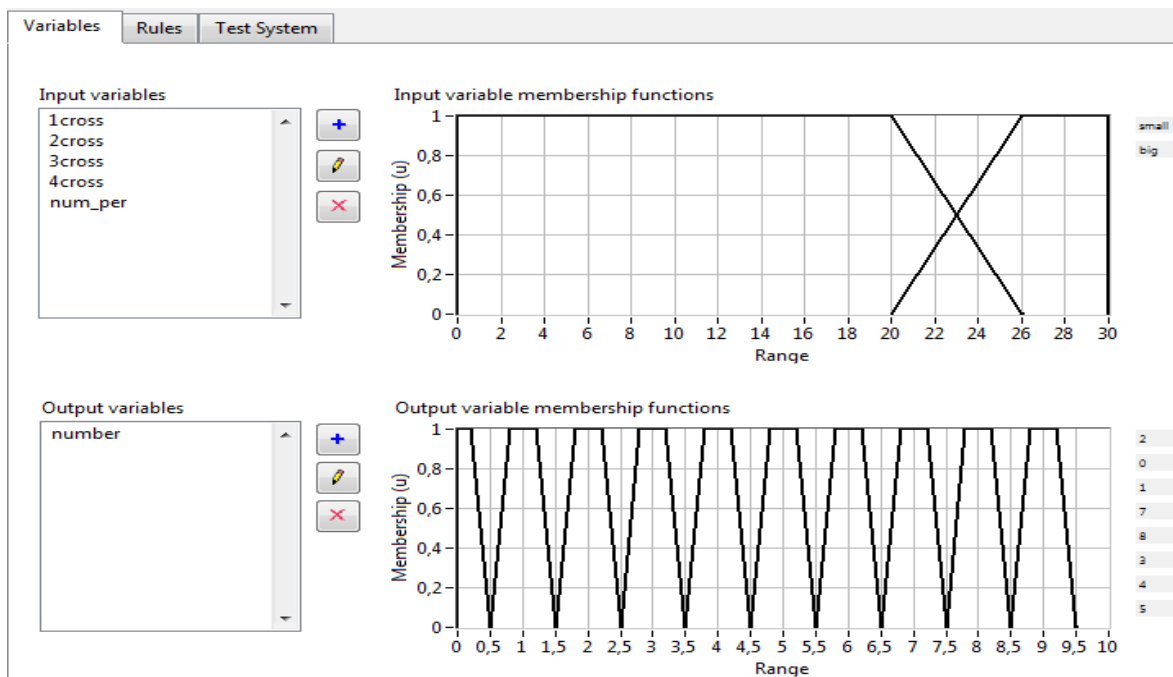 Variables Rules Test System
Input variables
1cross
2cross
3cross
4cross
num_per
Input variable membership functions
Membership (u)
1
0,8
0,6
0,4
0,2
0
0 2 4 6 8 10 12 14 16 18 20 22 24 26 28 30
Range
small
big
Output variables
number
Output variable membership functions
Membership (u)
1
0,8
0,6
0,4
0,2
0
0 0,5 1 1,5 2 2,5 3 3,5 4 4,5 5 5,5 6 6,5 7 7,5 8 8,5 9 9,5 10
Range
2
0
1
7
8
3
4
5